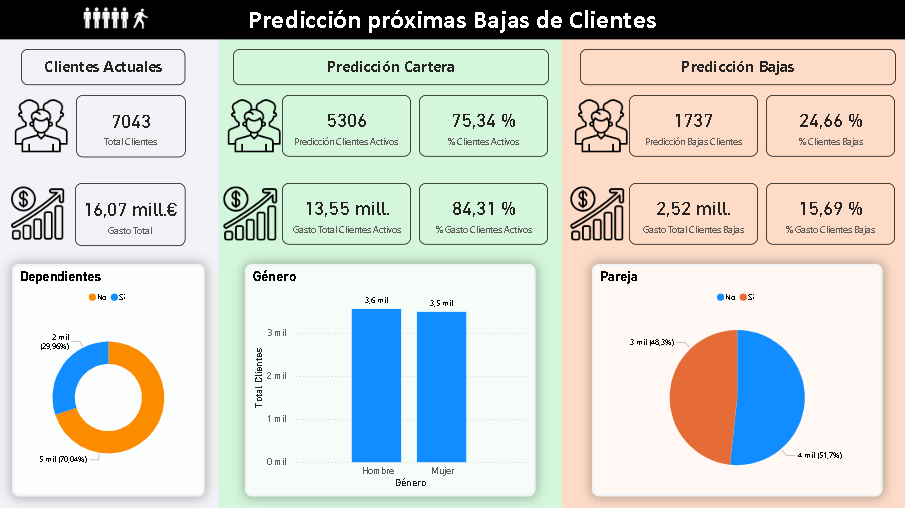 Predicción próximas Bajas de Clientes
Clientes Actuales
7043
Total Clientes
16,07 mill.€
Gasto Total
Predicción Cartera
5306
Predicción Clientes Activos
75,34 %
% Clientes Activos
13,55 mill.
Gasto Total Clientes Activos
84,31 %
% Gasto Clientes Activos
Predicción Bajas
1737
Predicción Bajas Clientes
24,66 %
% Clientes Bajas
2,52 mill.
Gasto Total Clientes Bajas
15,69 %
% Gasto Clientes Bajas
Dependientes
No Si
2 mil
(29,96%)
5 mil (70,04%)
Género
3,6 mil
3,5 mil
3 mil
2 mil
1 mil
0 mil
Total Clientes
Hombre
Mujer
Género
Pareja
No Si
3 mil (48,3%)
4 mil (51,7%)